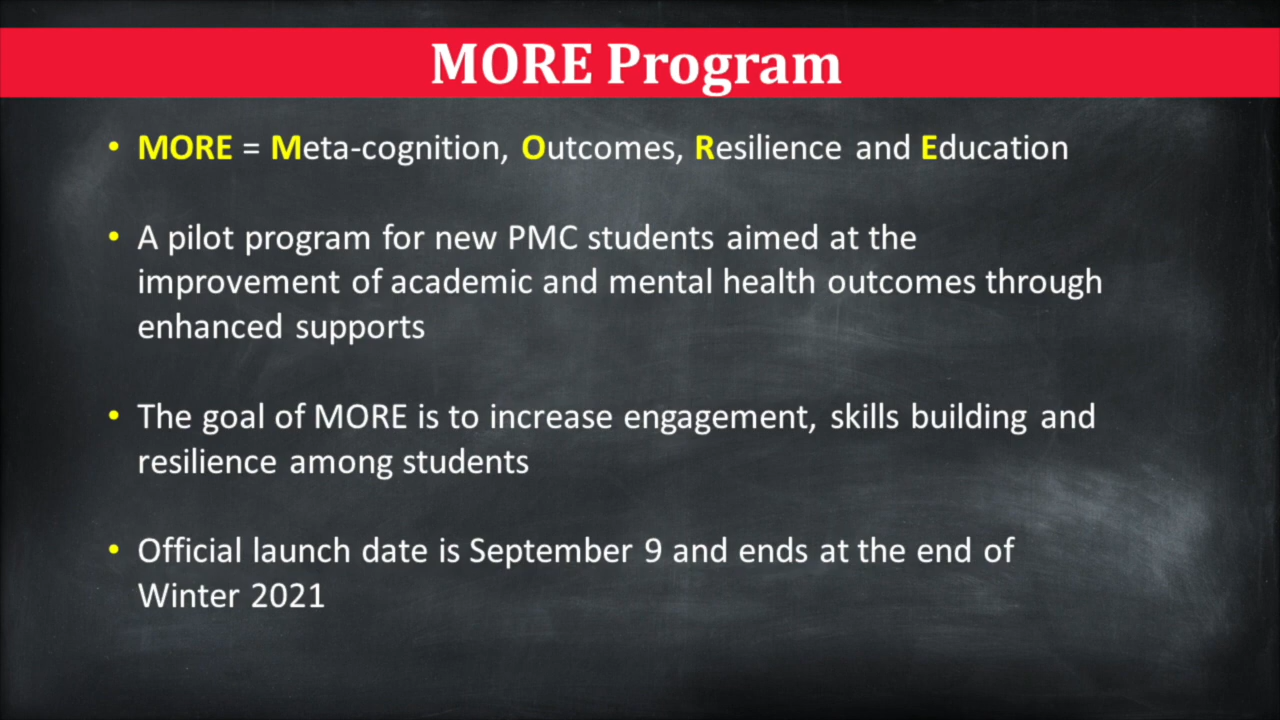 MORE Program
• MORE = Meta-cognition, Outcomes, Resilience and Education
• A pilot program for new PMC students aimed at the
improvement of academic and mental health outcomes through
enhanced supports
• The goal of MORE is to increase engagement, skills building and
resilience among students
• Official launch date is September 9 and ends at the end of
Winter 2021